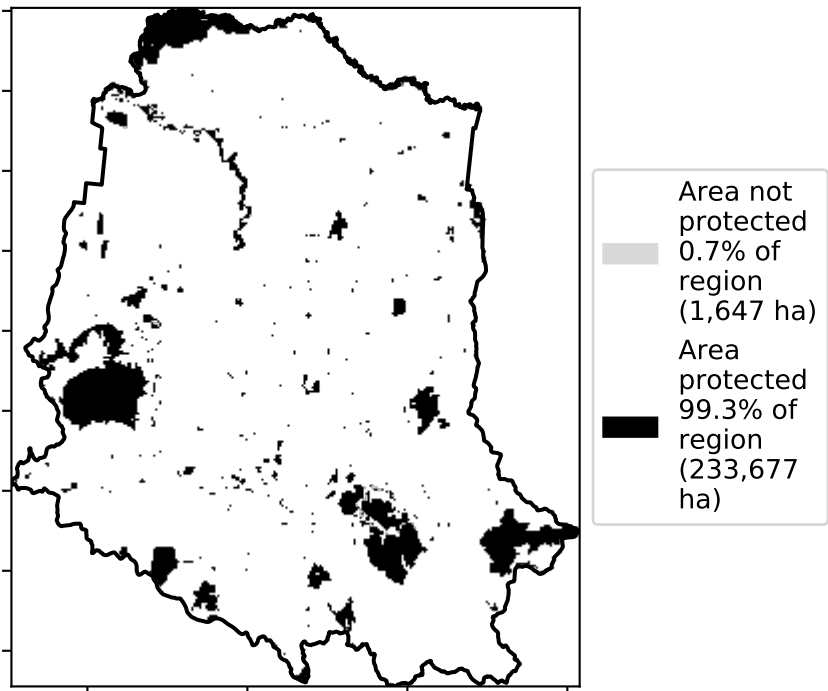 Area not
protected
0.7% of
region
(1,647 ha)
Area
protected
99.3% of
region
(233,677
ha)